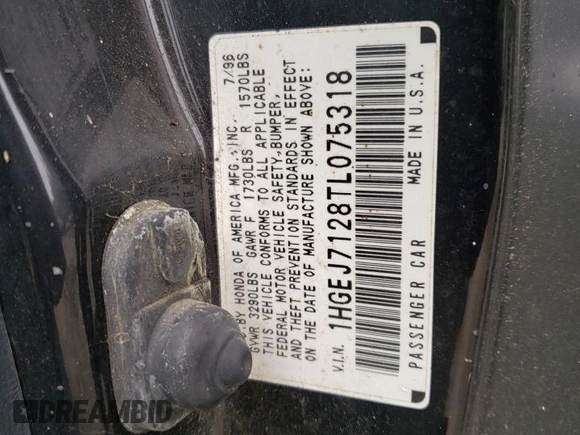 BY HONDA OF AMERICA MFG., INC. 7/96
GVWR 3290LBS GAWR F 1730LBS R 1570LBS
THIS VEHICLE CONFORMS TO ALL APPLICABLE
FEDERAL MOTOR VEHICLE SAFETY, BUMPER,
AND THEFT PREVENTION STANDARDS IN EFFECT
ON THE DATE OF MANUFACTURE SHOWN ABOVE:
V.I.N. 1HGEJ7128TL075318
PASSENGER CAR MADE IN U.S.A.
DREAMBID